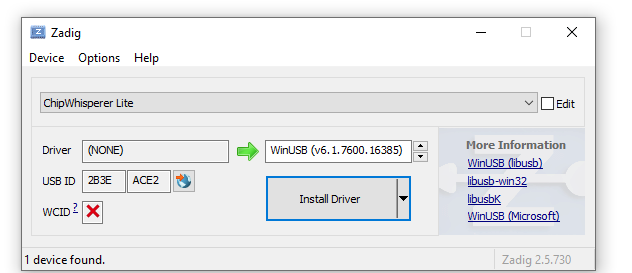 Zadig
Device Options Help
ChipWhisperer Lite Edit
Driver (NONE) WinUSB (v6.1.7600.16385)
USB ID 2B3E ACE2
WCID ?
Install Driver
More Information
WinUSB (libusb)
libusb-win32
libusbK
WinUSB (Microsoft)
1 device found. Zadig 2.5.730